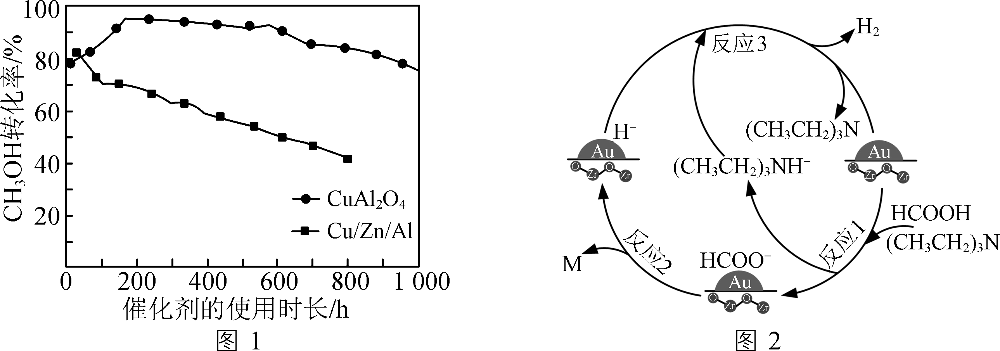 100
80
60
40
20
0
200
400
600
800
1 000
CH₃OH转化率/%
CuAl₂O₄
Cu/Zn/Al
催化剂的使用时长/h
图 1
H₂
反应3
(CH₃CH₂)₃N
H⁻
Au
O
Zr
O
Zr
(CH₃CH₂)₃NH⁺
Au
O
Zr
O
Zr
HCOOH
(CH₃CH₂)₃N
反应1
反应2
M
HCOO⁻
Au
O
Zr
O
Zr
图 2